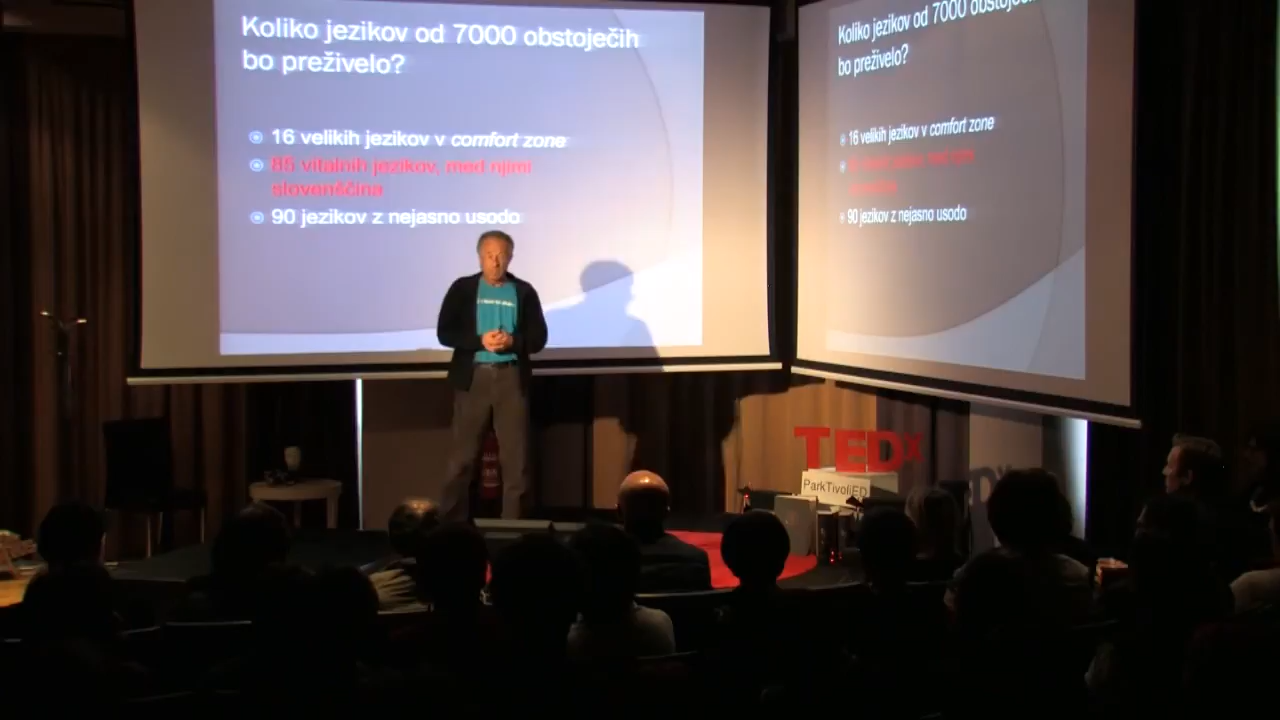 Koliko jezikov od 7000 obstoječih
bo preživelo?
16 velikih jezikov v comfort zone
85 vitalnih jezikov, med njimi
slovenščina
90 jezikov z nejasno usodo
Koliko jezikov od 7000
bo preživelo?
16 velikih jezikov v comfort zone
90 jezikov z nejasno usodo
TEDx
ParkTivoliED